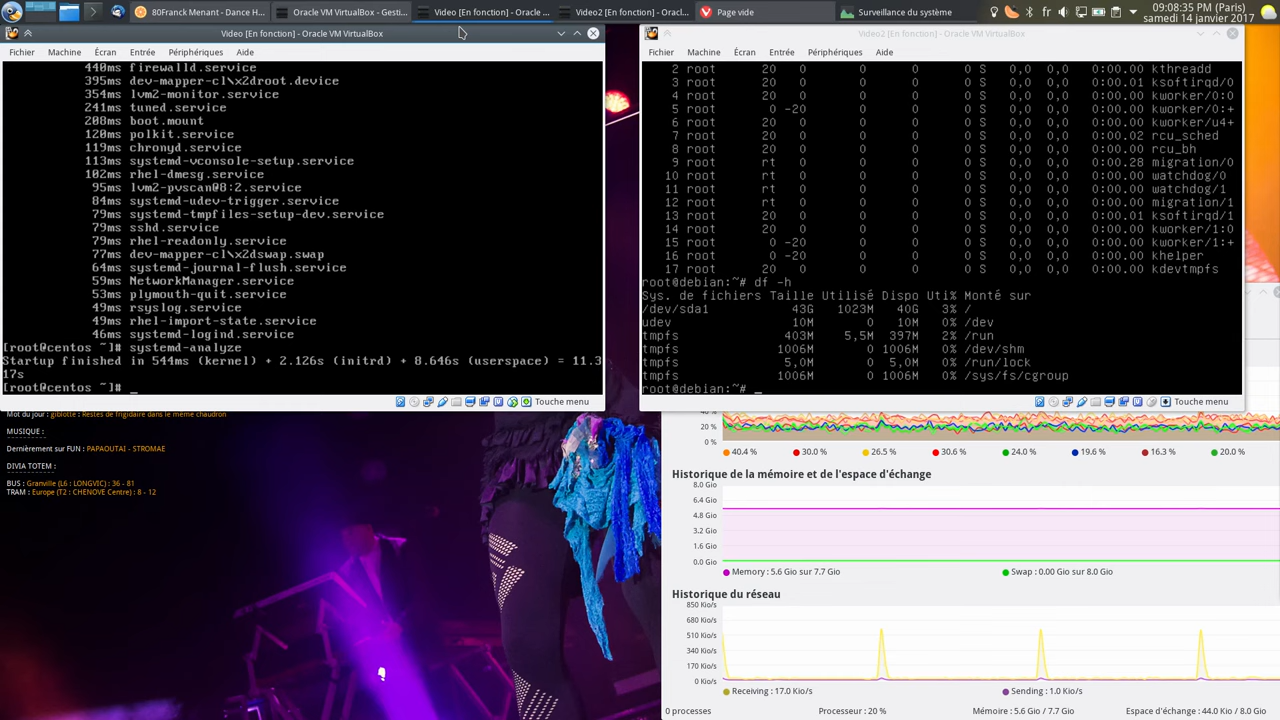 80Franck Menant - Dance H...
Oracle VM VirtualBox - Gesti...
Video [En fonction] - Oracle ...
Video2 [En fonction] - Oracl...
Page vide
Surveillance du système
fr
09:08:35 PM (Paris)
samedi 14 janvier 2017
Video [En fonction] - Oracle VM VirtualBox
Fichier Machine Écran Entrée Périphériques Aide
440ms firewalld.service
395ms dev-mapper-cl\x2droot.device
354ms lvm2-monitor.service
241ms tuned.service
208ms boot.mount
120ms polkit.service
119ms chronyd.service
113ms systemd-vconsole-setup.service
102ms rhel-dmesg.service
95ms lvm2-pvscan@8:2.service
84ms systemd-udev-trigger.service
79ms systemd-tmpfiles-setup-dev.service
79ms sshd.service
79ms rhel-readonly.service
77ms dev-mapper-cl\x2dswap.swap
64ms systemd-journal-flush.service
59ms NetworkManager.service
53ms plymouth-quit.service
49ms rsyslog.service
49ms rhel-import-state.service
46ms systemd-logind.service
[root@centos ~]# systemd-analyze
Startup finished in 544ms (kernel) + 2.126s (initrd) + 8.646s (userspace) = 11.3
17s
[root@centos ~]# _
Touche menu
Video2 [En fonction] - Oracle VM VirtualBox
Fichier Machine Écran Entrée Périphériques Aide
2 root 20 0 0 0 0 S 0,0 0,0 0:00.00 kthreadd
3 root 20 0 0 0 0 S 0,0 0,0 0:00.01 ksoftirqd/0
4 root 20 0 0 0 0 S 0,0 0,0 0:00.00 kworker/0:0
5 root 0 -20 0 0 0 S 0,0 0,0 0:00.00 kworker/0:+
6 root 20 0 0 0 0 S 0,0 0,0 0:00.00 kworker/u4+
7 root 20 0 0 0 0 S 0,0 0,0 0:00.02 rcu_sched
8 root 20 0 0 0 0 S 0,0 0,0 0:00.00 rcu_bh
9 root rt 0 0 0 0 S 0,0 0,0 0:00.28 migration/0
10 root rt 0 0 0 0 S 0,0 0,0 0:00.00 watchdog/0
11 root rt 0 0 0 0 S 0,0 0,0 0:00.00 watchdog/1
12 root rt 0 0 0 0 S 0,0 0,0 0:00.00 migration/1
13 root 20 0 0 0 0 S 0,0 0,0 0:00.01 ksoftirqd/1
14 root 20 0 0 0 0 S 0,0 0,0 0:00.00 kworker/1:0
15 root 0 -20 0 0 0 S 0,0 0,0 0:00.00 kworker/1:+
16 root 0 -20 0 0 0 S 0,0 0,0 0:00.00 khelper
17 root 20 0 0 0 0 S 0,0 0,0 0:00.00 kdevtmpfs
root@debian:~# df -h
Sys. de fichiers Taille Utilisé Dispo Uti% Monté sur
/dev/sda1 43G 1023M 40G 3% /
udev 10M 0 10M 0% /dev
tmpfs 403M 5,5M 397M 2% /run
tmpfs 1006M 0 1006M 0% /dev/shm
tmpfs 5,0M 0 5,0M 0% /run/lock
tmpfs 1006M 0 1006M 0% /sys/fs/cgroup
root@debian:~# _
Touche menu
Mot du jour : giblotte : Restes de frigidaire dans le même chaudron
MUSIQUE :
Dernièrement sur FUN : PAPAOUTAI - STROMAE
DIVIA TOTEM :
BUS : Granville (L6 : LONGVIC) : 36 - 81
TRAM : Europe (T2 : CHENOVE Centre) : 8 - 12
40 %
20 %
0 %
40.4 % 30.0 % 26.5 % 30.6 % 24.0 % 19.6 % 16.3 % 20.0 %
Historique de la mémoire et de l'espace d'échange
8.0 Gio
6.4 Gio
4.8 Gio
3.2 Gio
1.6 Gio
0.0 Gio
Memory : 5.6 Gio sur 7.7 Gio
Swap : 0.00 Gio sur 8.0 Gio
Historique du réseau
850 Kio/s
680 Kio/s
510 Kio/s
340 Kio/s
170 Kio/s
0 Kio/s
Receiving : 17.0 Kio/s
Sending : 1.0 Kio/s
0 processes
Processeur : 20 %
Mémoire : 5.6 Gio / 7.7 Gio
Espace d'échange : 44.0 Kio / 8.0 Gio